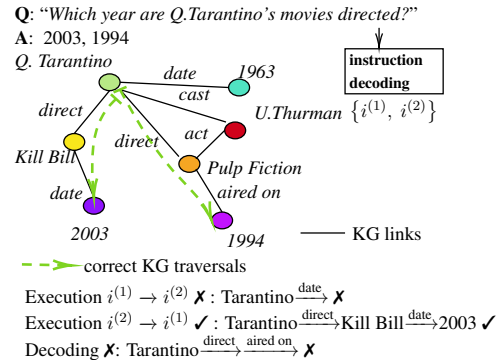 Q: “Which year are Q.Tarantino’s movies directed?”
A: 2003, 1994
Q. Tarantino
instruction
decoding
date
1963
cast
{i(1), i(2)}
U.Thurman
direct
act
direct
Kill Bill
Pulp Fiction
date
aired on
2003
1994
KG links
correct KG traversals
Execution i(1) → i(2) ✗ : Tarantino date→ ✗
Execution i(2) → i(1) ✓ : Tarantino direct→ Kill Bill date→ 2003 ✓
Decoding ✗: Tarantino direct→ aired on→ ✗